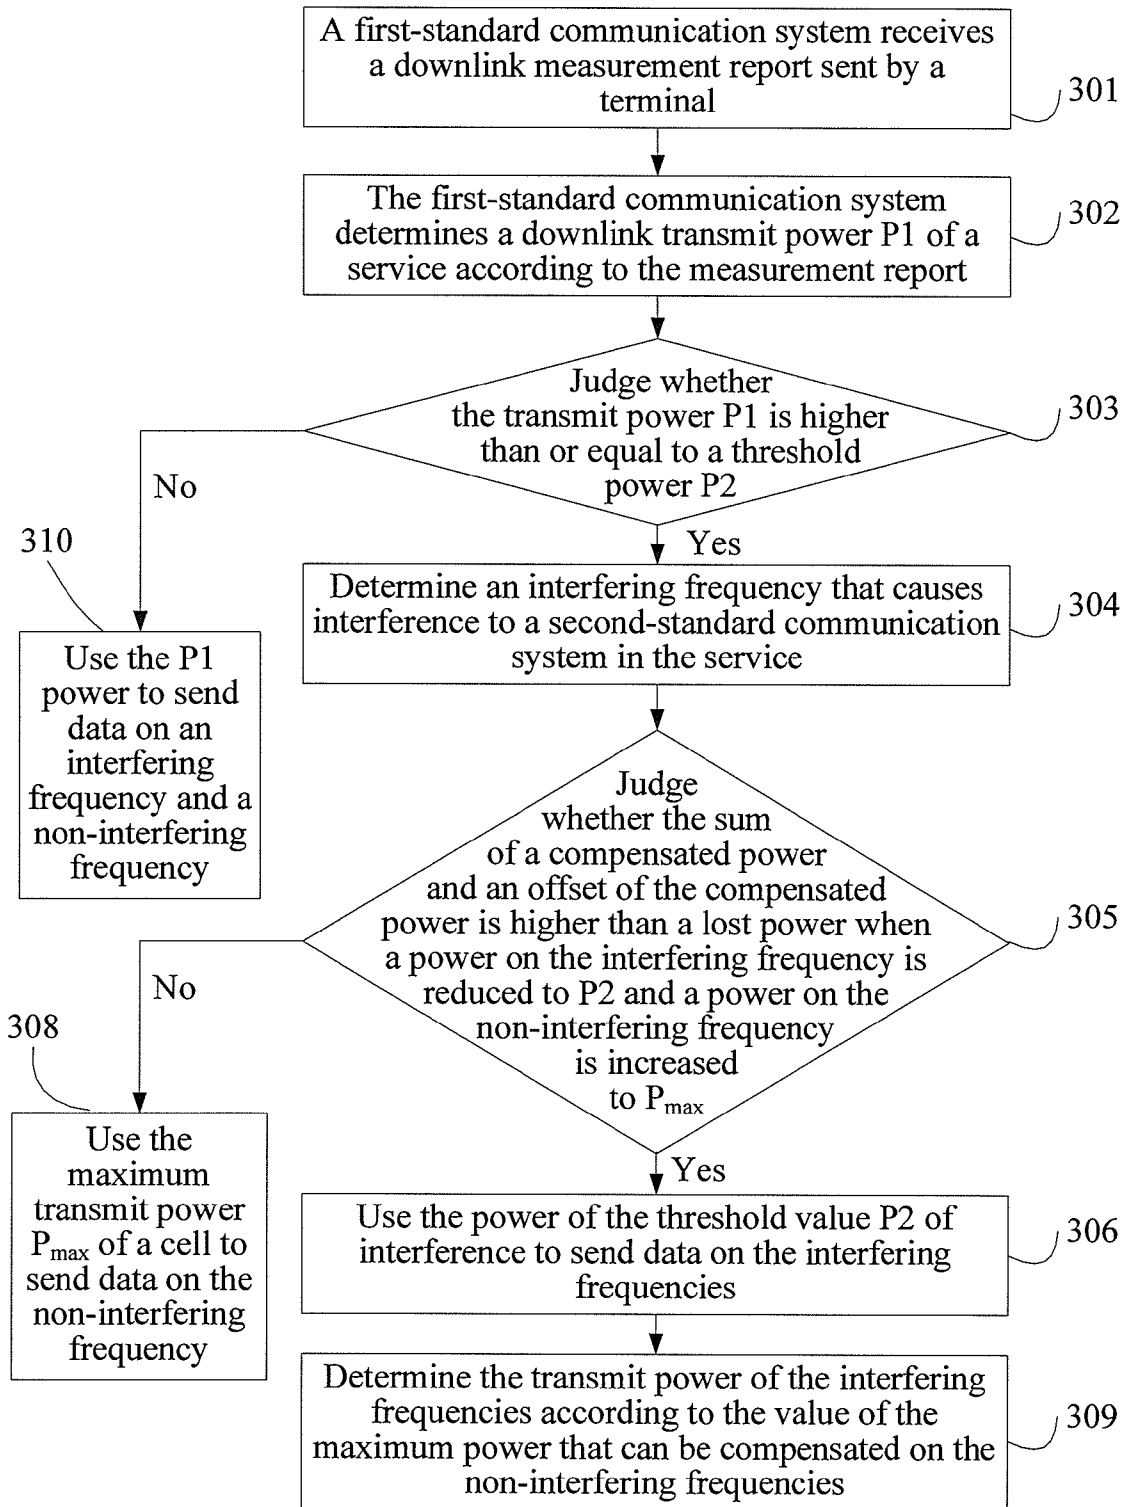 A first-standard communication system receives
a downlink measurement report sent by a
terminal
301
The first-standard communication system
determines a downlink transmit power P1 of a
service according to the measurement report
302
Judge whether
the transmit power P1 is higher
than or equal to a threshold
power P2
303
No
Yes
310
Use the P1
power to send
data on an
interfering
frequency and a
non-interfering
frequency
Determine an interfering frequency that causes
interference to a second-standard communication
system in the service
304
Judge
whether the sum
of a compensated power
and an offset of the compensated
power is higher than a lost power when
a power on the interfering frequency is
reduced to P2 and a power on the
non-interfering frequency
is increased
to Pmax
305
No
Yes
308
Use the
maximum
transmit power
Pmax of a cell to
send data on the
non-interfering
frequency
Use the power of the threshold value P2 of
interference to send data on the interfering
frequencies
306
Determine the transmit power of the interfering
frequencies according to the value of the
maximum power that can be compensated on the
non-interfering frequencies
309